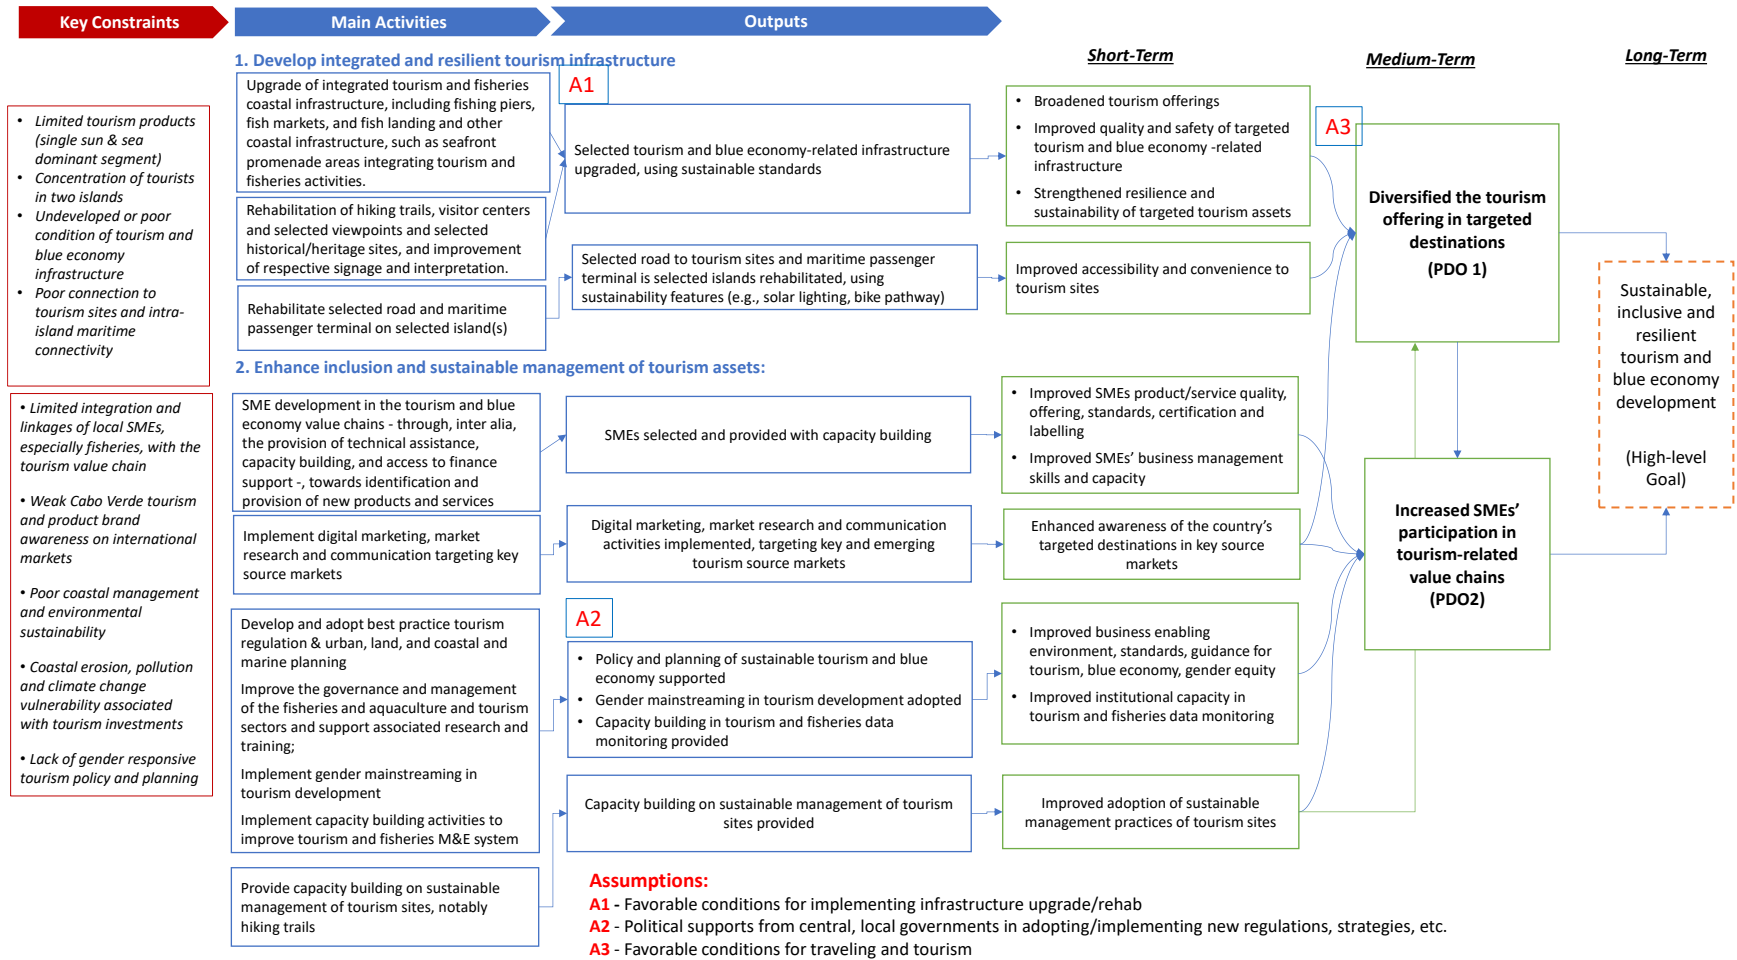 Key Constraints
Main Activities
Outputs
Short-Term
Medium-Term
Long-Term
• Limited tourism products
(single sun & sea
dominant segment)
• Concentration of tourists
in two islands
• Undeveloped or poor
condition of tourism and
blue economy
infrastructure
• Poor connection to
tourism sites and intra-
island maritime
connectivity
• Limited integration and
linkages of local SMEs,
especially fisheries, with the
tourism value chain
• Weak Cabo Verde tourism
and product brand
awareness on international
markets
• Poor coastal management
and environmental
sustainability
• Coastal erosion, pollution
and climate change
vulnerability associated
with tourism investments
• Lack of gender responsive
tourism policy and planning
1. Develop integrated and resilient tourism infrastructure
Upgrade of integrated tourism and fisheries
coastal infrastructure, including fishing piers,
fish markets, and fish landing and other
coastal infrastructure, such as seafront
promenade areas integrating tourism and
fisheries activities.
Rehabilitation of hiking trails, visitor centers
and selected viewpoints and selected
historical/heritage sites, and improvement
of respective signage and interpretation.
Rehabilitate selected road and maritime
passenger terminal on selected island(s)
A1
Selected tourism and blue economy-related infrastructure
upgraded, using sustainable standards
Selected road to tourism sites and maritime passenger
terminal is selected islands rehabilitated, using
sustainability features (e.g., solar lighting, bike pathway)
• Broadened tourism offerings
• Improved quality and safety of targeted
tourism and blue economy -related
infrastructure
• Strengthened resilience and
sustainability of targeted tourism assets
Improved accessibility and convenience to
tourism sites
A3
Diversified the tourism
offering in targeted
destinations
(PDO 1)
Sustainable,
inclusive and
resilient
tourism and
blue economy
development
(High-level
Goal)
2. Enhance inclusion and sustainable management of tourism assets:
SME development in the tourism and blue
economy value chains - through, inter alia,
the provision of technical assistance,
capacity building, and access to finance
support -, towards identification and
provision of new products and services
Implement digital marketing, market
research and communication targeting key
source markets
Develop and adopt best practice tourism
regulation & urban, land, and coastal and
marine planning
Improve the governance and management
of the fisheries and aquaculture and tourism
sectors and support associated research and
training;
Implement gender mainstreaming in
tourism development
Implement capacity building activities to
improve tourism and fisheries M&E system
Provide capacity building on sustainable
management of tourism sites, notably
hiking trails
SMEs selected and provided with capacity building
Digital marketing, market research and communication
activities implemented, targeting key and emerging
tourism source markets
A2
• Policy and planning of sustainable tourism and blue
economy supported
• Gender mainstreaming in tourism development adopted
• Capacity building in tourism and fisheries data
monitoring provided
Capacity building on sustainable management of tourism
sites provided
• Improved SMEs product/service quality,
offering, standards, certification and
labelling
• Improved SMEs’ business management
skills and capacity
Enhanced awareness of the country’s
targeted destinations in key source
markets
• Improved business enabling
environment, standards, guidance for
tourism, blue economy, gender equity
• Improved institutional capacity in
tourism and fisheries data monitoring
Improved adoption of sustainable
management practices of tourism sites
Increased SMEs’
participation in
tourism-related
value chains
(PDO2)
Assumptions:
A1 - Favorable conditions for implementing infrastructure upgrade/rehab
A2 - Political supports from central, local governments in adopting/implementing new regulations, strategies, etc.
A3 - Favorable conditions for traveling and tourism